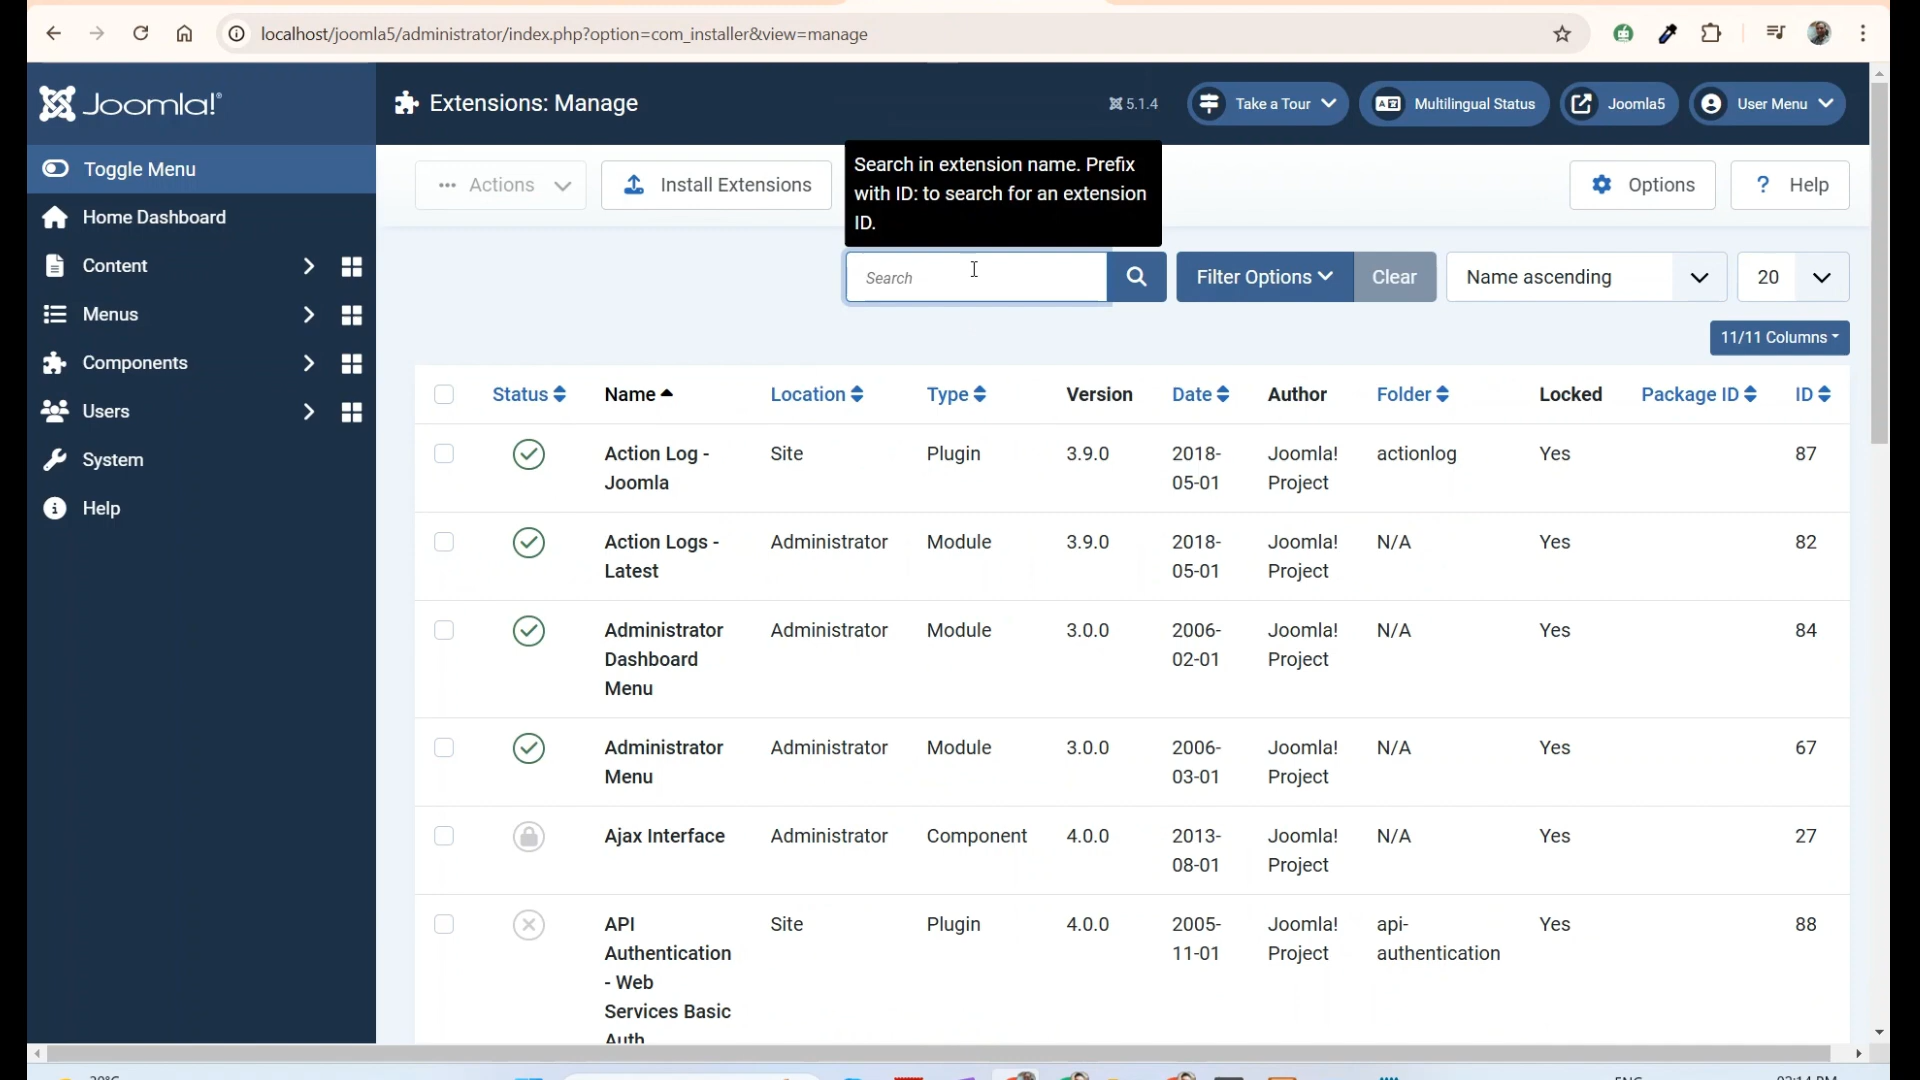 localhost/joomla5/administrator/index.php?option=com_installer&view=manage
Joomla!®
Extensions: Manage
5.1.4
Take a Tour
Multilingual Status
Joomla5
User Menu
Toggle Menu
Home Dashboard
Content
Menus
Components
Users
System
Help
Actions
Install Extensions
Search in extension name. Prefix
with ID: to search for an extension
ID.
Options
? Help
Search
Filter Options
Clear
Name ascending
20
11/11 Columns
Status Name Location Type Version Date Author Folder Locked Package ID ID
Action Log - Site Plugin 3.9.0 2018- Joomla! actionlog Yes 87
Joomla 05-01 Project
Action Logs - Administrator Module 3.9.0 2018- Joomla! N/A Yes 82
Latest 05-01 Project
Administrator Administrator Module 3.0.0 2006- Joomla! N/A Yes 84
Dashboard 02-01 Project
Menu
Administrator Administrator Module 3.0.0 2006- Joomla! N/A Yes 67
Menu 03-01 Project
Ajax Interface Administrator Component 4.0.0 2013- Joomla! N/A Yes 27
08-01 Project
API Site Plugin 4.0.0 2005- Joomla! api- Yes 88
Authentication 11-01 Project authentication
- Web
Services Basic
Auth